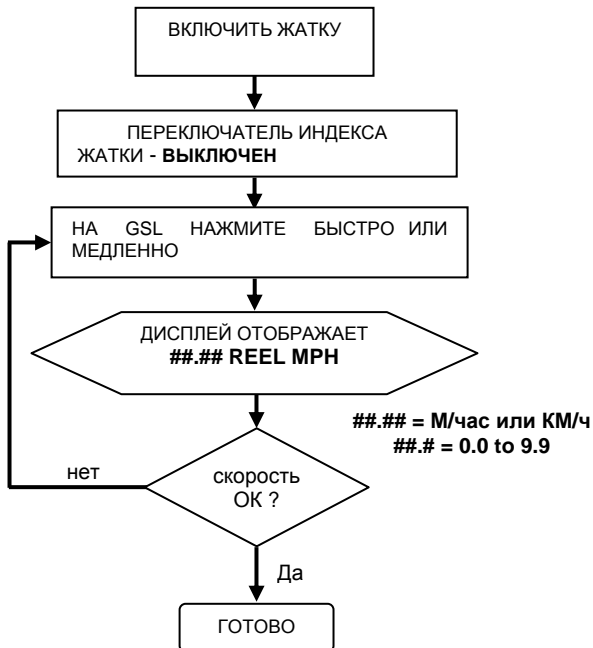 ВКЛЮЧИТЬ ЖАТКУ
ПЕРЕКЛЮЧАТЕЛЬ ИНДЕКСА
ЖАТКИ - ВЫКЛЮЧЕН
НА GSL НАЖМИТЕ БЫСТРО ИЛИ
МЕДЛЕННО
ДИСПЛЕЙ ОТОБРАЖАЕТ
##.## REEL MPH
##.## = М/час или КМ/ч
##.# = 0.0 to 9.9
нет
скорость
ОК ?
Да
ГОТОВО